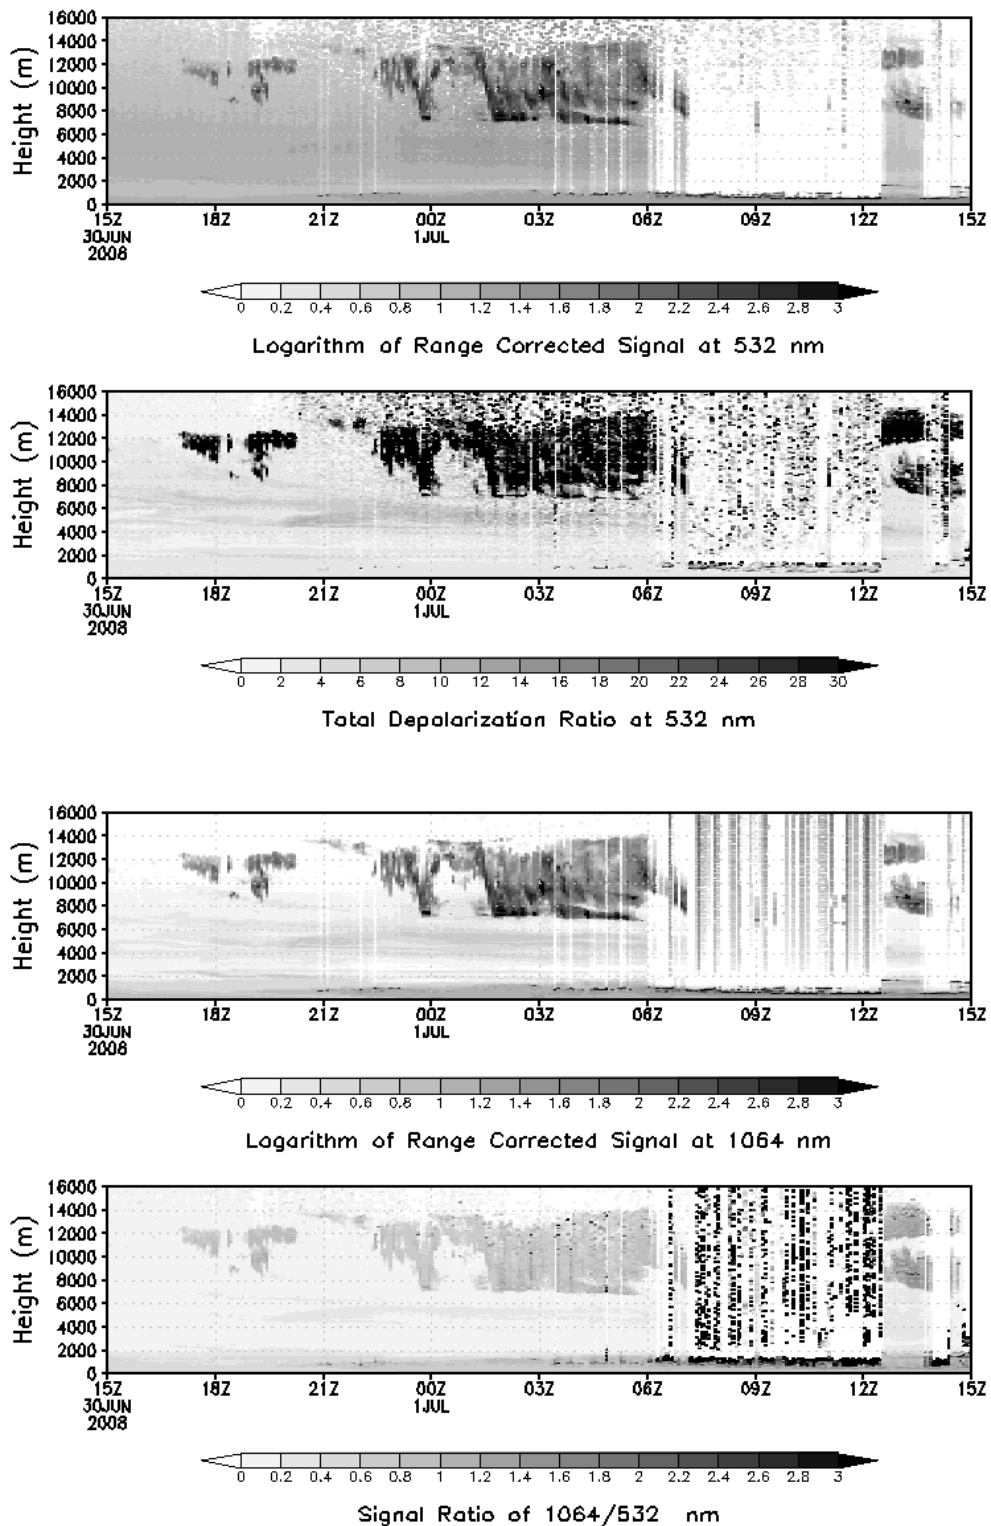 Height (m)
16000
14000
12000
10000
8000
6000
4000
2000
0
15Z 18Z 21Z 00Z 03Z 06Z 09Z 12Z 15Z
30JUN 1JUL
2008
0 0.2 0.4 0.6 0.8 1 1.2 1.4 1.6 1.8 2 2.2 2.4 2.6 2.8 3
Logarithm of Range Corrected Signal at 532 nm
Height (m)
16000
14000
12000
10000
8000
6000
4000
2000
0
15Z 18Z 21Z 00Z 03Z 06Z 09Z 12Z 15Z
30JUN 1JUL
2008
0 2 4 6 8 10 12 14 16 18 20 22 24 26 28 30
Total Depolarization Ratio at 532 nm
Height (m)
16000
14000
12000
10000
8000
6000
4000
2000
0
15Z 18Z 21Z 00Z 03Z 06Z 09Z 12Z 15Z
30JUN 1JUL
2008
0 0.2 0.4 0.6 0.8 1 1.2 1.4 1.6 1.8 2 2.2 2.4 2.6 2.8 3
Logarithm of Range Corrected Signal at 1064 nm
Height (m)
16000
14000
12000
10000
8000
6000
4000
2000
0
15Z 18Z 21Z 00Z 03Z 06Z 09Z 12Z 15Z
30JUN 1JUL
2008
0 0.2 0.4 0.6 0.8 1 1.2 1.4 1.6 1.8 2 2.2 2.4 2.6 2.8 3
Signal Ratio of 1064/532 nm